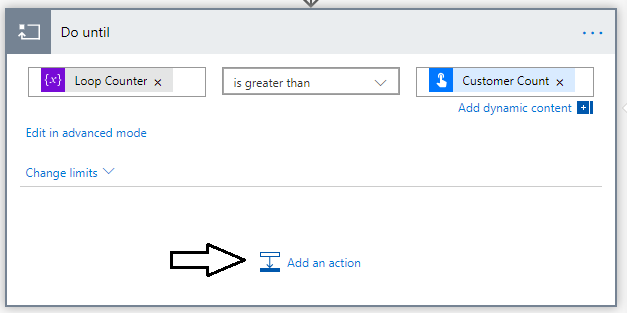 Do until
{x} Loop Counter × is greater than Customer Count ×
Add dynamic content
Edit in advanced mode
Change limits
Add an action